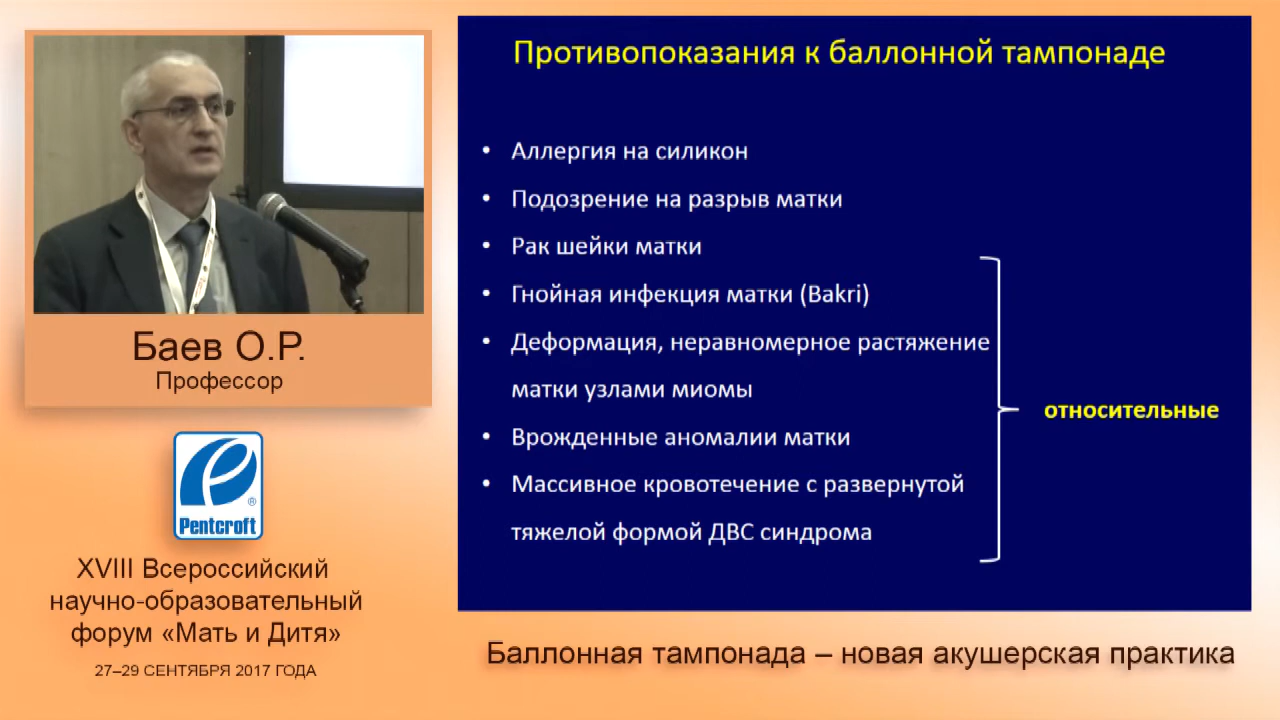 Баев О.Р.
Профессор
Pentcroft
®
XVIII Всероссийский
научно-образовательный
форум «Мать и Дитя»
27–29 СЕНТЯБРЯ 2017 ГОДА
Противопоказания к баллонной тампонаде
• Аллергия на силикон
• Подозрение на разрыв матки
• Рак шейки матки
• Гнойная инфекция матки (Bakri)
• Деформация, неравномерное растяжение
матки узлами миомы
• Врожденные аномалии матки
• Массивное кровотечение с развернутой
тяжелой формой ДВС синдрома
относительные
Баллонная тампонада – новая акушерская практика